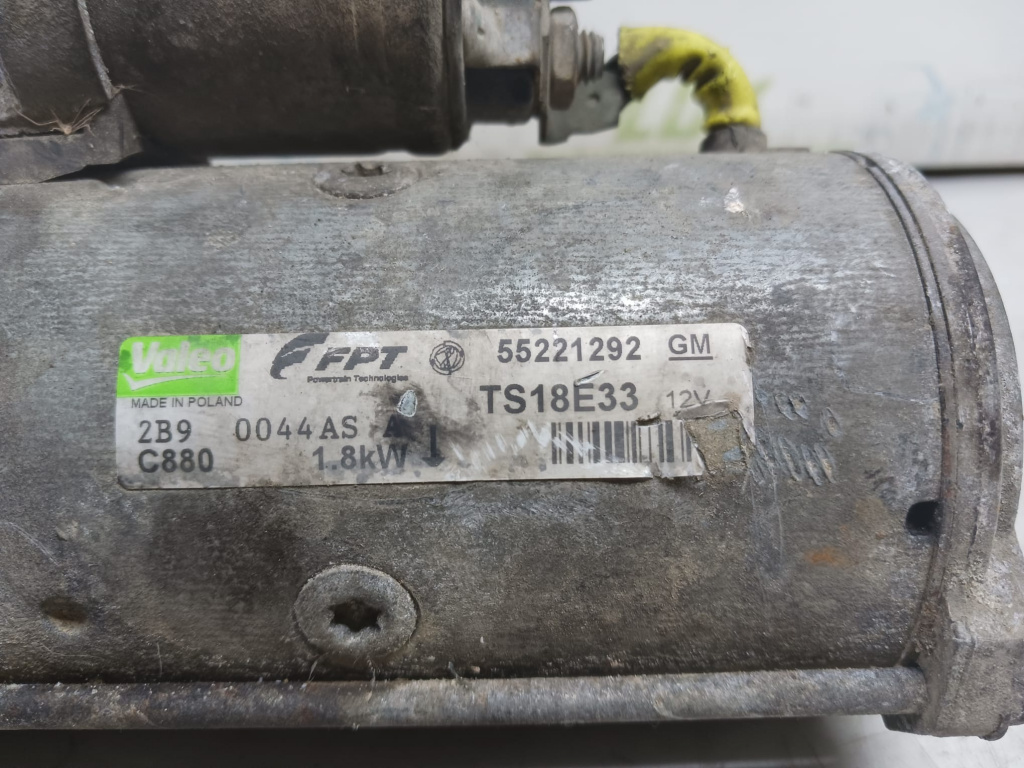 Valeo
MADE IN POLAND
FPT
Powertrain Technologies
55221292 GM
TS18E33 12V
2B9 0044AS A
C880 1.8kW